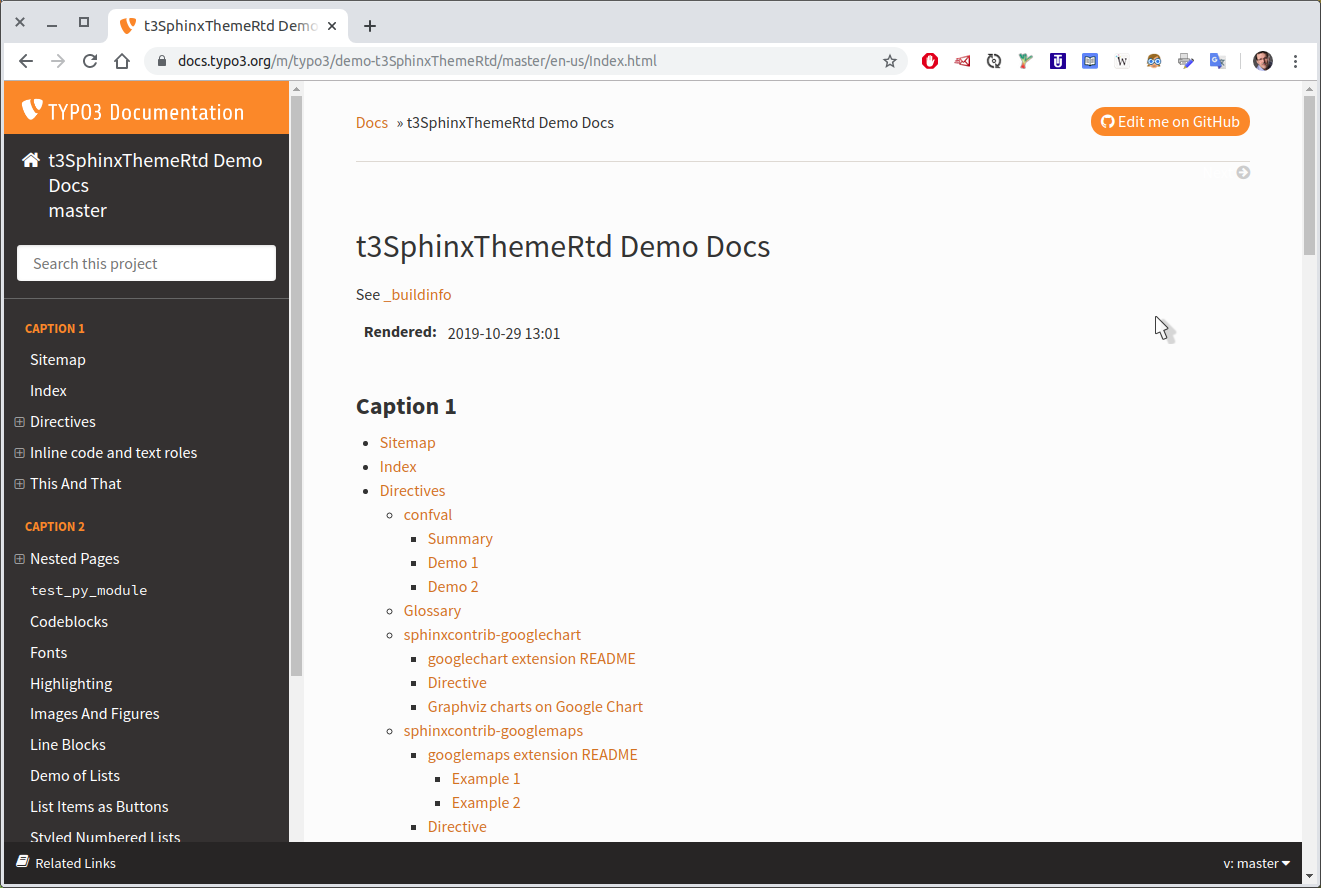 t3SphinxThemeRtd Demo
docs.typo3.org/m/typo3/demo-t3SphinxThemeRtd/master/en-us/Index.html
TYPO3 Documentation
t3SphinxThemeRtd Demo
Docs
master
Search this project
CAPTION 1
Sitemap
Index
Directives
Inline code and text roles
This And That
CAPTION 2
Nested Pages
test_py_module
Codeblocks
Fonts
Highlighting
Images And Figures
Line Blocks
Demo of Lists
List Items as Buttons
Styled Numbered Lists
Related Links
Docs » t3SphinxThemeRtd Demo Docs
Edit me on GitHub
t3SphinxThemeRtd Demo Docs
See _buildinfo
Rendered: 2019-10-29 13:01
Caption 1
Sitemap
Index
Directives
confval
Summary
Demo 1
Demo 2
Glossary
sphinxcontrib-googlechart
googlechart extension README
Directive
Graphviz charts on Google Chart
sphinxcontrib-googlemaps
googlemaps extension README
Example 1
Example 2
Directive
v: master